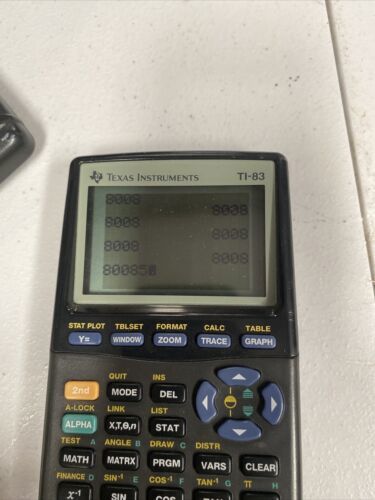 TEXAS INSTRUMENTS TI-83
8008
8008
8008
8008
8008
8008
80085
STAT PLOT TBLSET FORMAT CALC TABLE
Y= WINDOW ZOOM TRACE GRAPH
QUIT INS
2nd MODE DEL
A-LOCK LINK LIST
ALPHA X,T,Θ,n STAT
TEST A ANGLE B DRAW C DISTR
MATH MATRX PRGM VARS CLEAR
FINANCE D SIN⁻¹ E COS⁻¹ F TAN⁻¹ G π H
x⁻¹ SIN COS